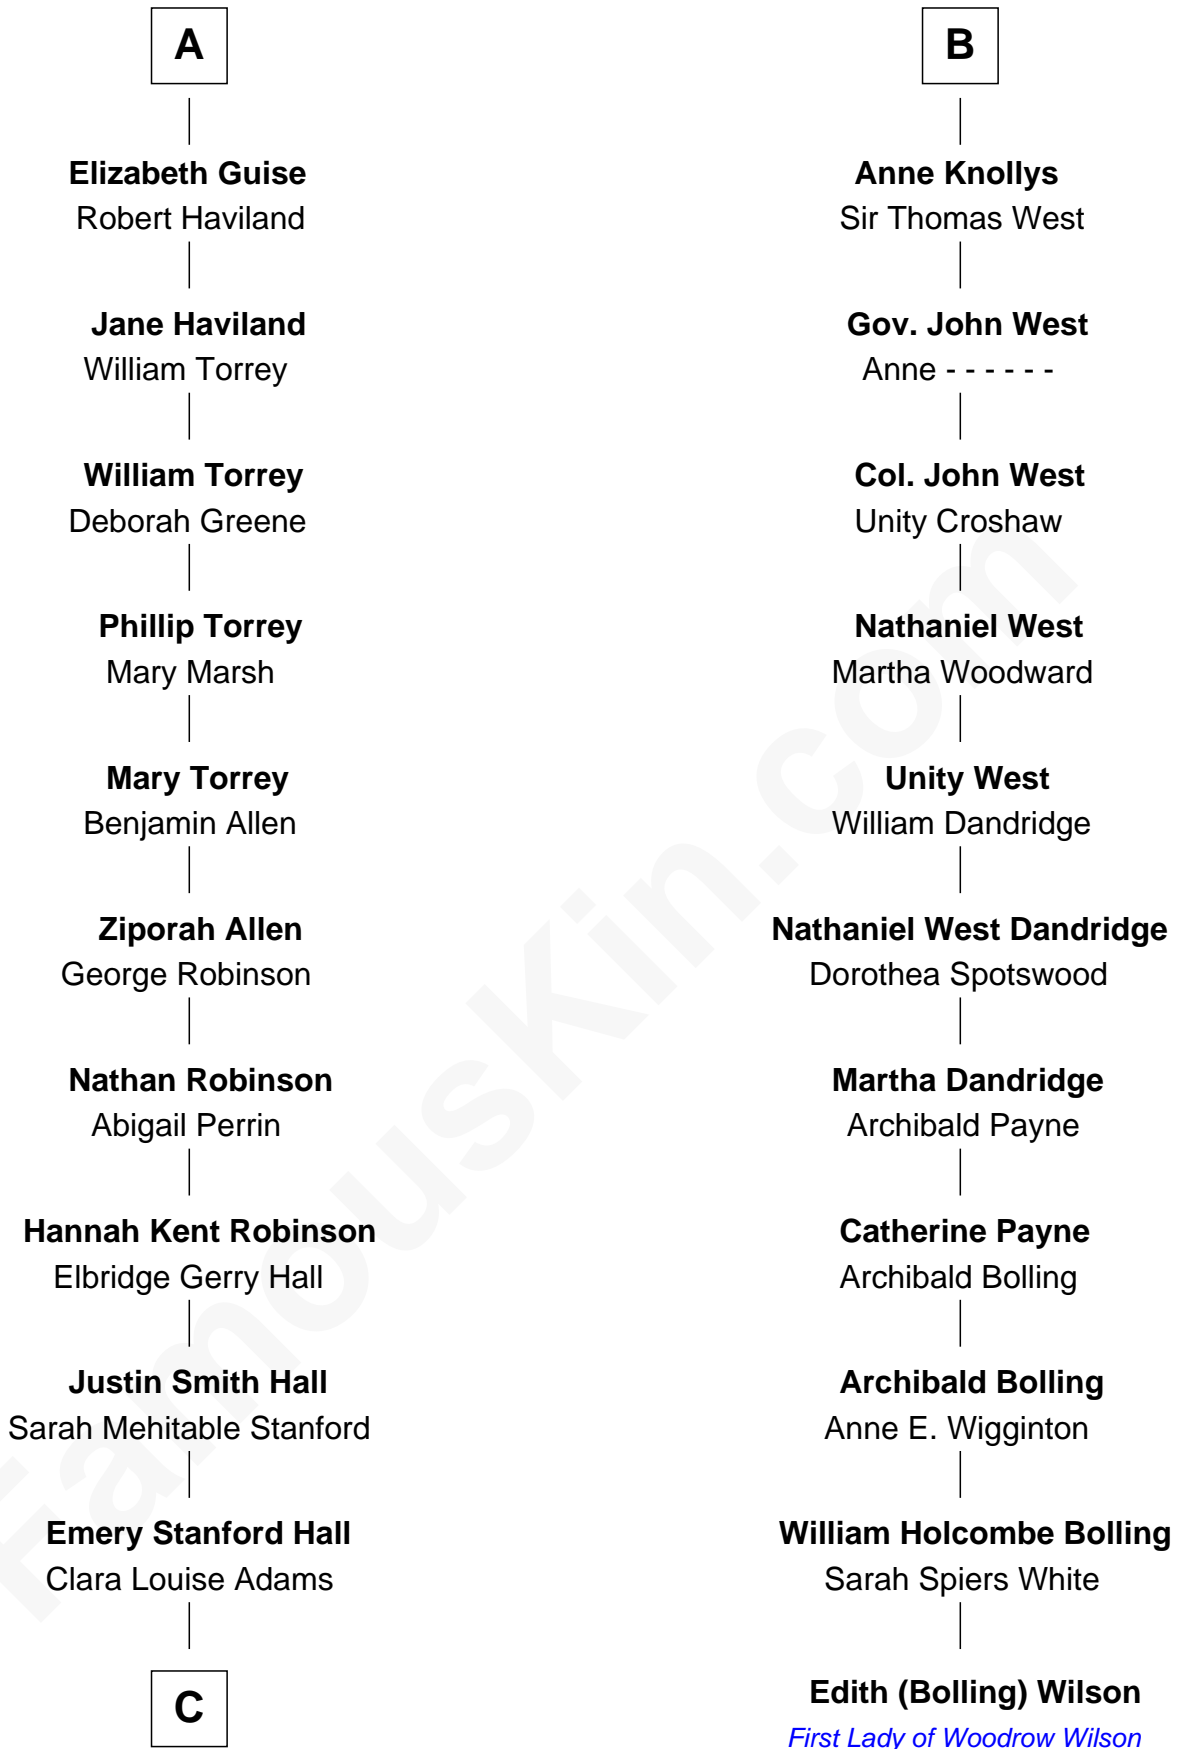 A
Elizabeth Guise
Robert Haviland
Jane Haviland
William Torrey
William Torrey
Deborah Greene
Phillip Torrey
Mary Marsh
Mary Torrey
Benjamin Allen
Ziporah Allen
George Robinson
Nathan Robinson
Abigail Perrin
Hannah Kent Robinson
Elbridge Gerry Hall
Justin Smith Hall
Sarah Mehitable Stanford
Emery Stanford Hall
Clara Louise Adams
C
B
Anne Knollys
Sir Thomas West
Gov. John West
Anne - - - - - -
Col. John West
Unity Croshaw
Nathaniel West
Martha Woodward
Unity West
William Dandridge
Nathaniel West Dandridge
Dorothea Spotswood
Martha Dandridge
Archibald Payne
Catherine Payne
Archibald Bolling
Archibald Bolling
Anne E. Wigginton
William Holcombe Bolling
Sarah Spiers White
Edith (Bolling) Wilson
First Lady of Woodrow Wilson
FamousKin.com